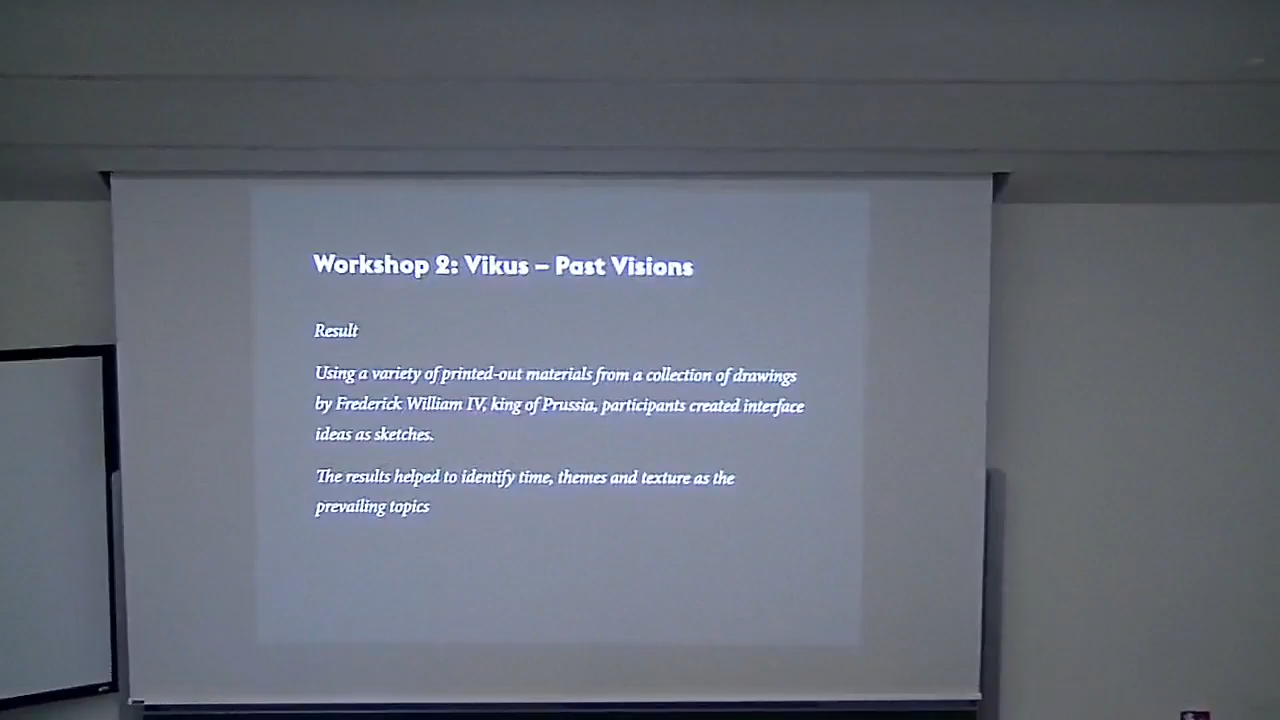 Workshop 2: Vikus – Past Visions
Result
Using a variety of printed-out materials from a collection of drawings
by Frederick William IV, king of Prussia, participants created interface
ideas as sketches.
The results helped to identify time, themes and texture as the
prevailing topics